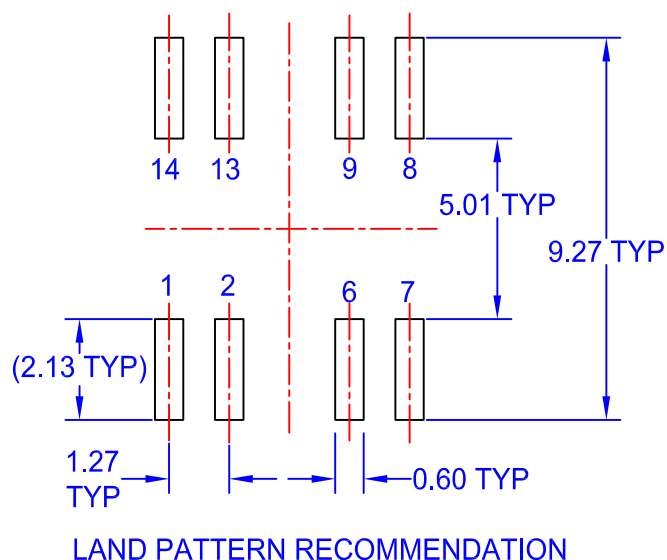 14 13 9 8
5.01 TYP
9.27 TYP
1 2 6 7
(2.13 TYP)
1.27
TYP
0.60 TYP
LAND PATTERN RECOMMENDATION